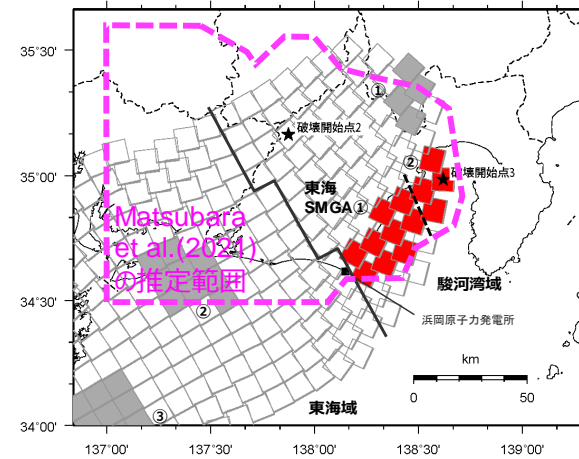 35°30'
①
破壊開始点2
②
破壊開始点3
35°00'
東海
SMGA①
Matsubara
et al.(2021)
の推定範囲
駿河湾域
34°30'
②
浜岡原子力発電所
km
0
50
東海域
③
34°00'
137°00'
137°30'
138°00'
138°30'
139°00'